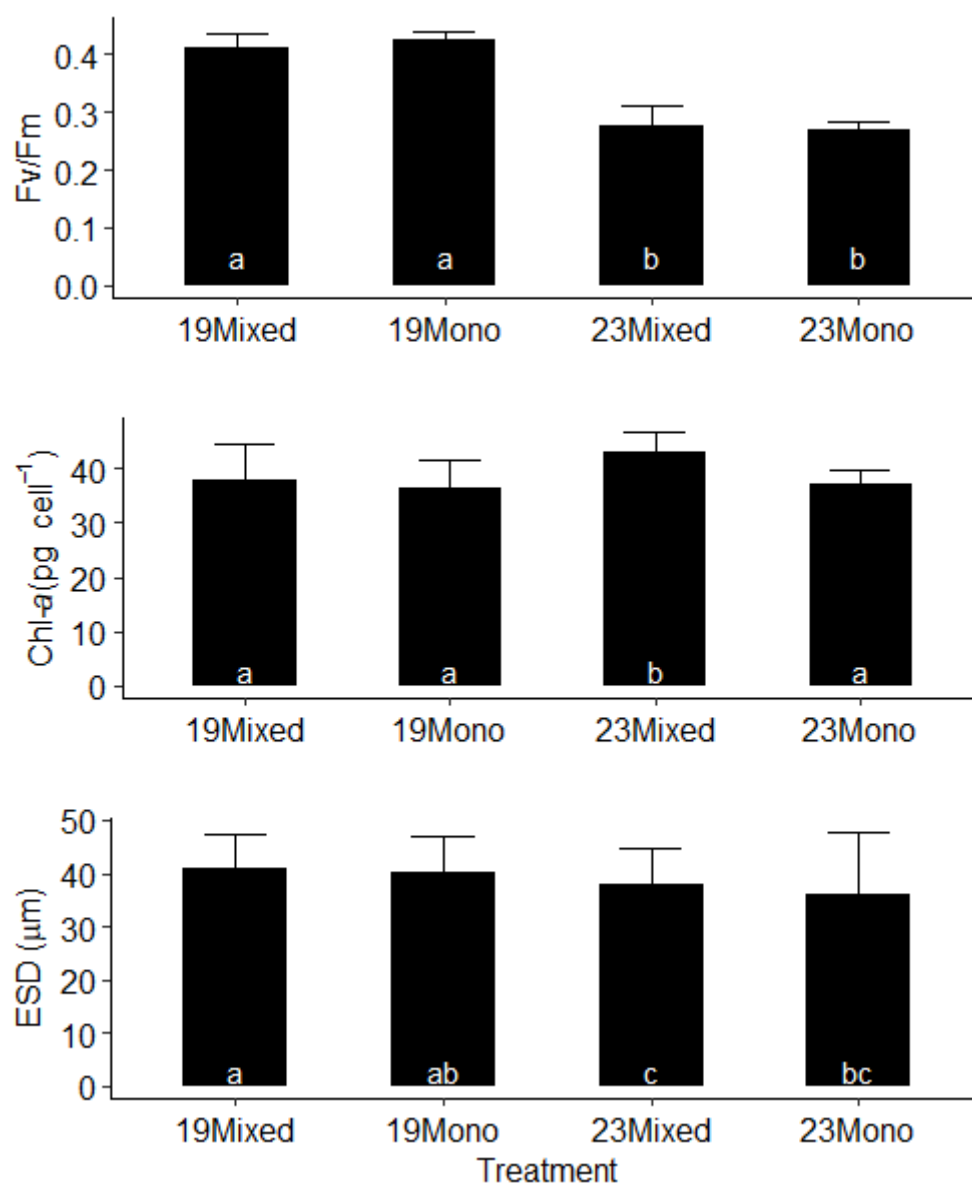 Fv/Fm
0.4
0.3
0.2
0.1
0.0
a a b b
19Mixed 19Mono 23Mixed 23Mono
Chl-a(pg cell⁻¹)
40
30
20
10
0
a a b a
19Mixed 19Mono 23Mixed 23Mono
ESD (µm)
50
40
30
20
10
0
a ab c bc
19Mixed 19Mono 23Mixed 23Mono
Treatment